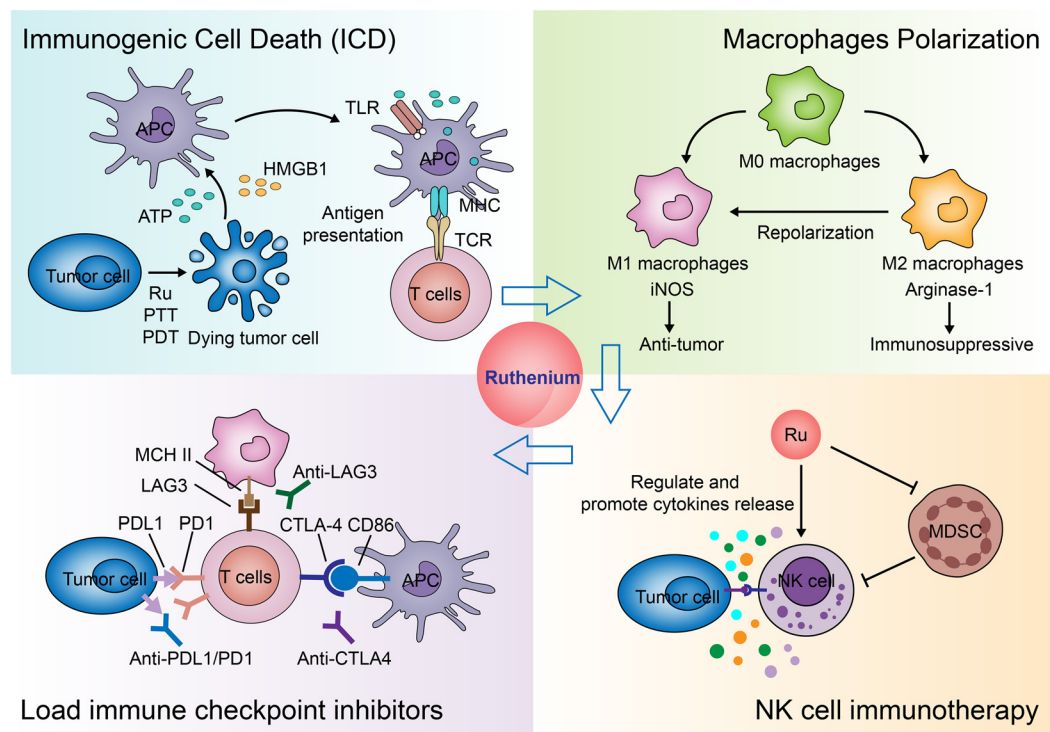 Immunogenic Cell Death (ICD)
APC
TLR
APC
HMGB1
ATP
MHC
Antigen
presentation
TCR
Tumor cell
Ru
PTT
PDT
Dying tumor cell
T cells
Macrophages Polarization
M0 macrophages
Repolarization
M1 macrophages
iNOS
Anti-tumor
M2 macrophages
Arginase-1
Immunosuppressive
Ruthenium
MCH II
LAG3
Anti-LAG3
PDL1
PD1
CTLA-4
CD86
Tumor cell
T cells
APC
Anti-PDL1/PD1
Anti-CTLA4
Load immune checkpoint inhibitors
Ru
Regulate and
promote cytokines release
MDSC
NK cell
Tumor cell
NK cell immunotherapy